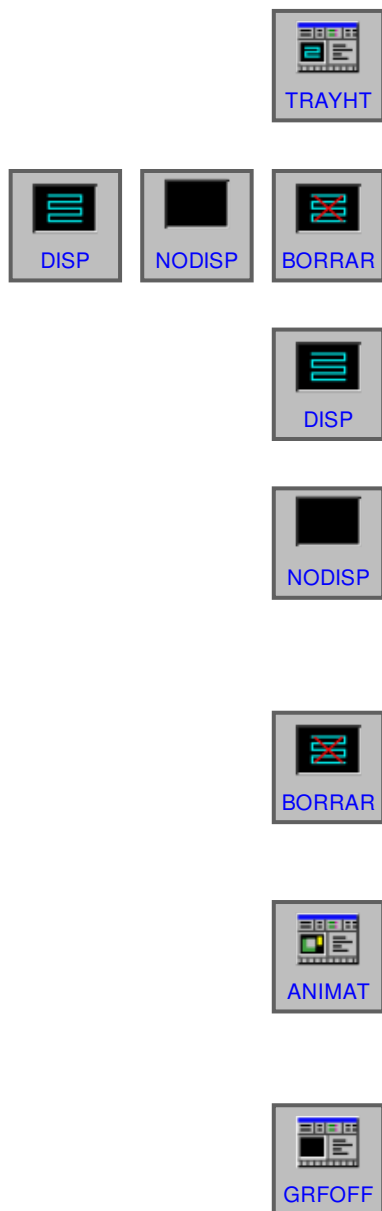 TRAYHT
DISP NODISP BORRAR
DISP
NODISP
BORRAR
ANIMAT
GRFOFF